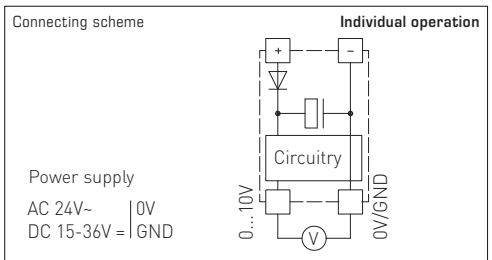 Connecting scheme
Individual operation
+ −
Circuitry
Power supply
AC 24V~ 0V
DC 15-36V = GND
0...10V
V
0V/GND